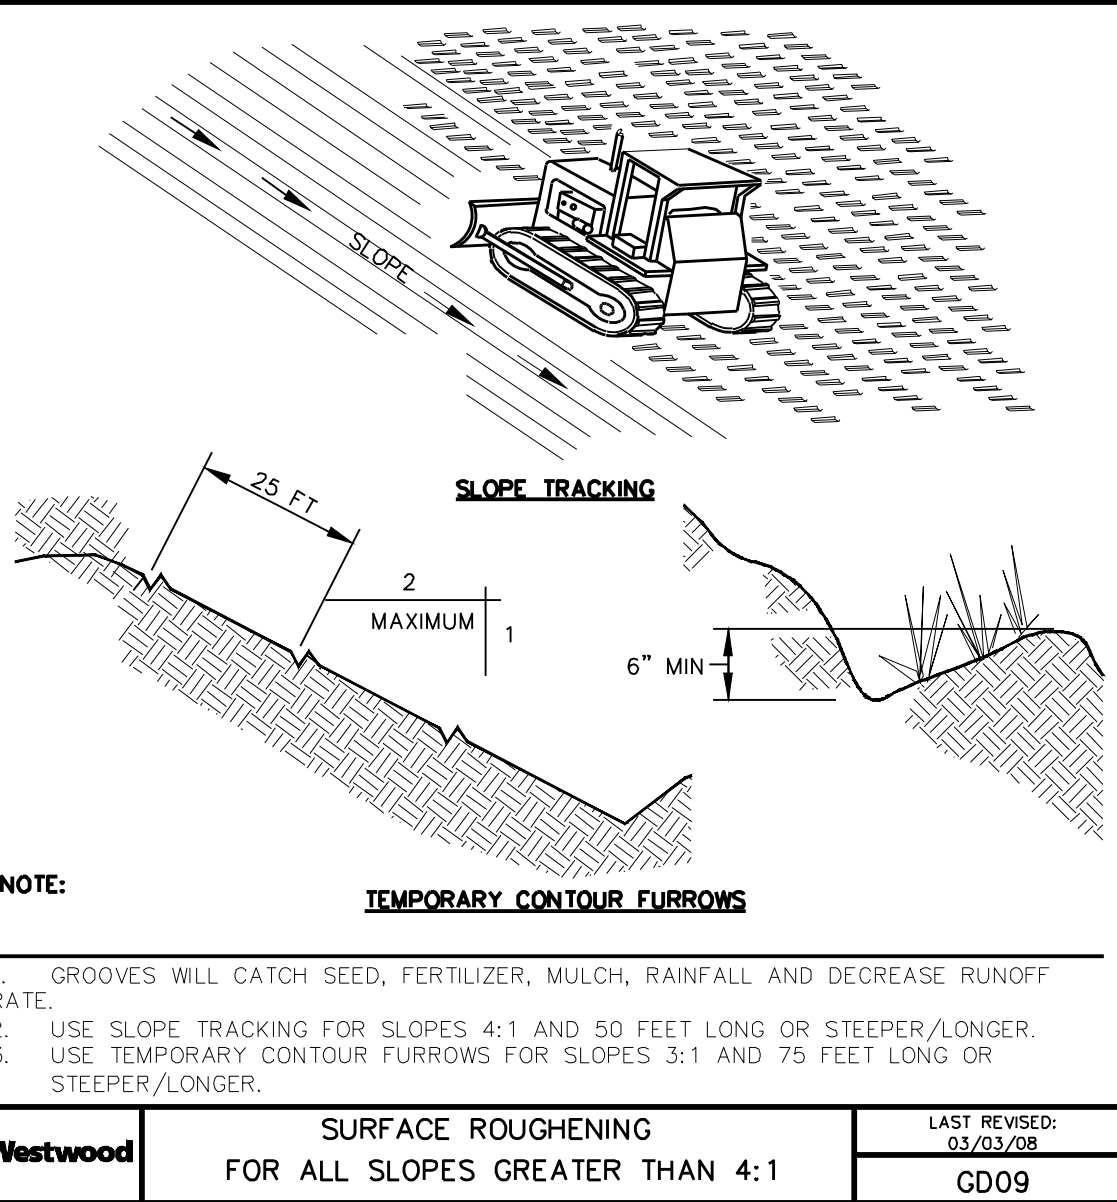 SLOPE
SLOPE TRACKING
25 FT
2
MAXIMUM
1
6" MIN
NOTE:
TEMPORARY CONTOUR FURROWS
GROOVES WILL CATCH SEED, FERTILIZER, MULCH, RAINFALL AND DECREASE RUNOFF
RATE.
2. USE SLOPE TRACKING FOR SLOPES 4:1 AND 50 FEET LONG OR STEEPER/LONGER.
3. USE TEMPORARY CONTOUR FURROWS FOR SLOPES 3:1 AND 75 FEET LONG OR
STEEPER/LONGER.
Westwood
SURFACE ROUGHENING
FOR ALL SLOPES GREATER THAN 4:1
LAST REVISED:
03/03/08
GD09